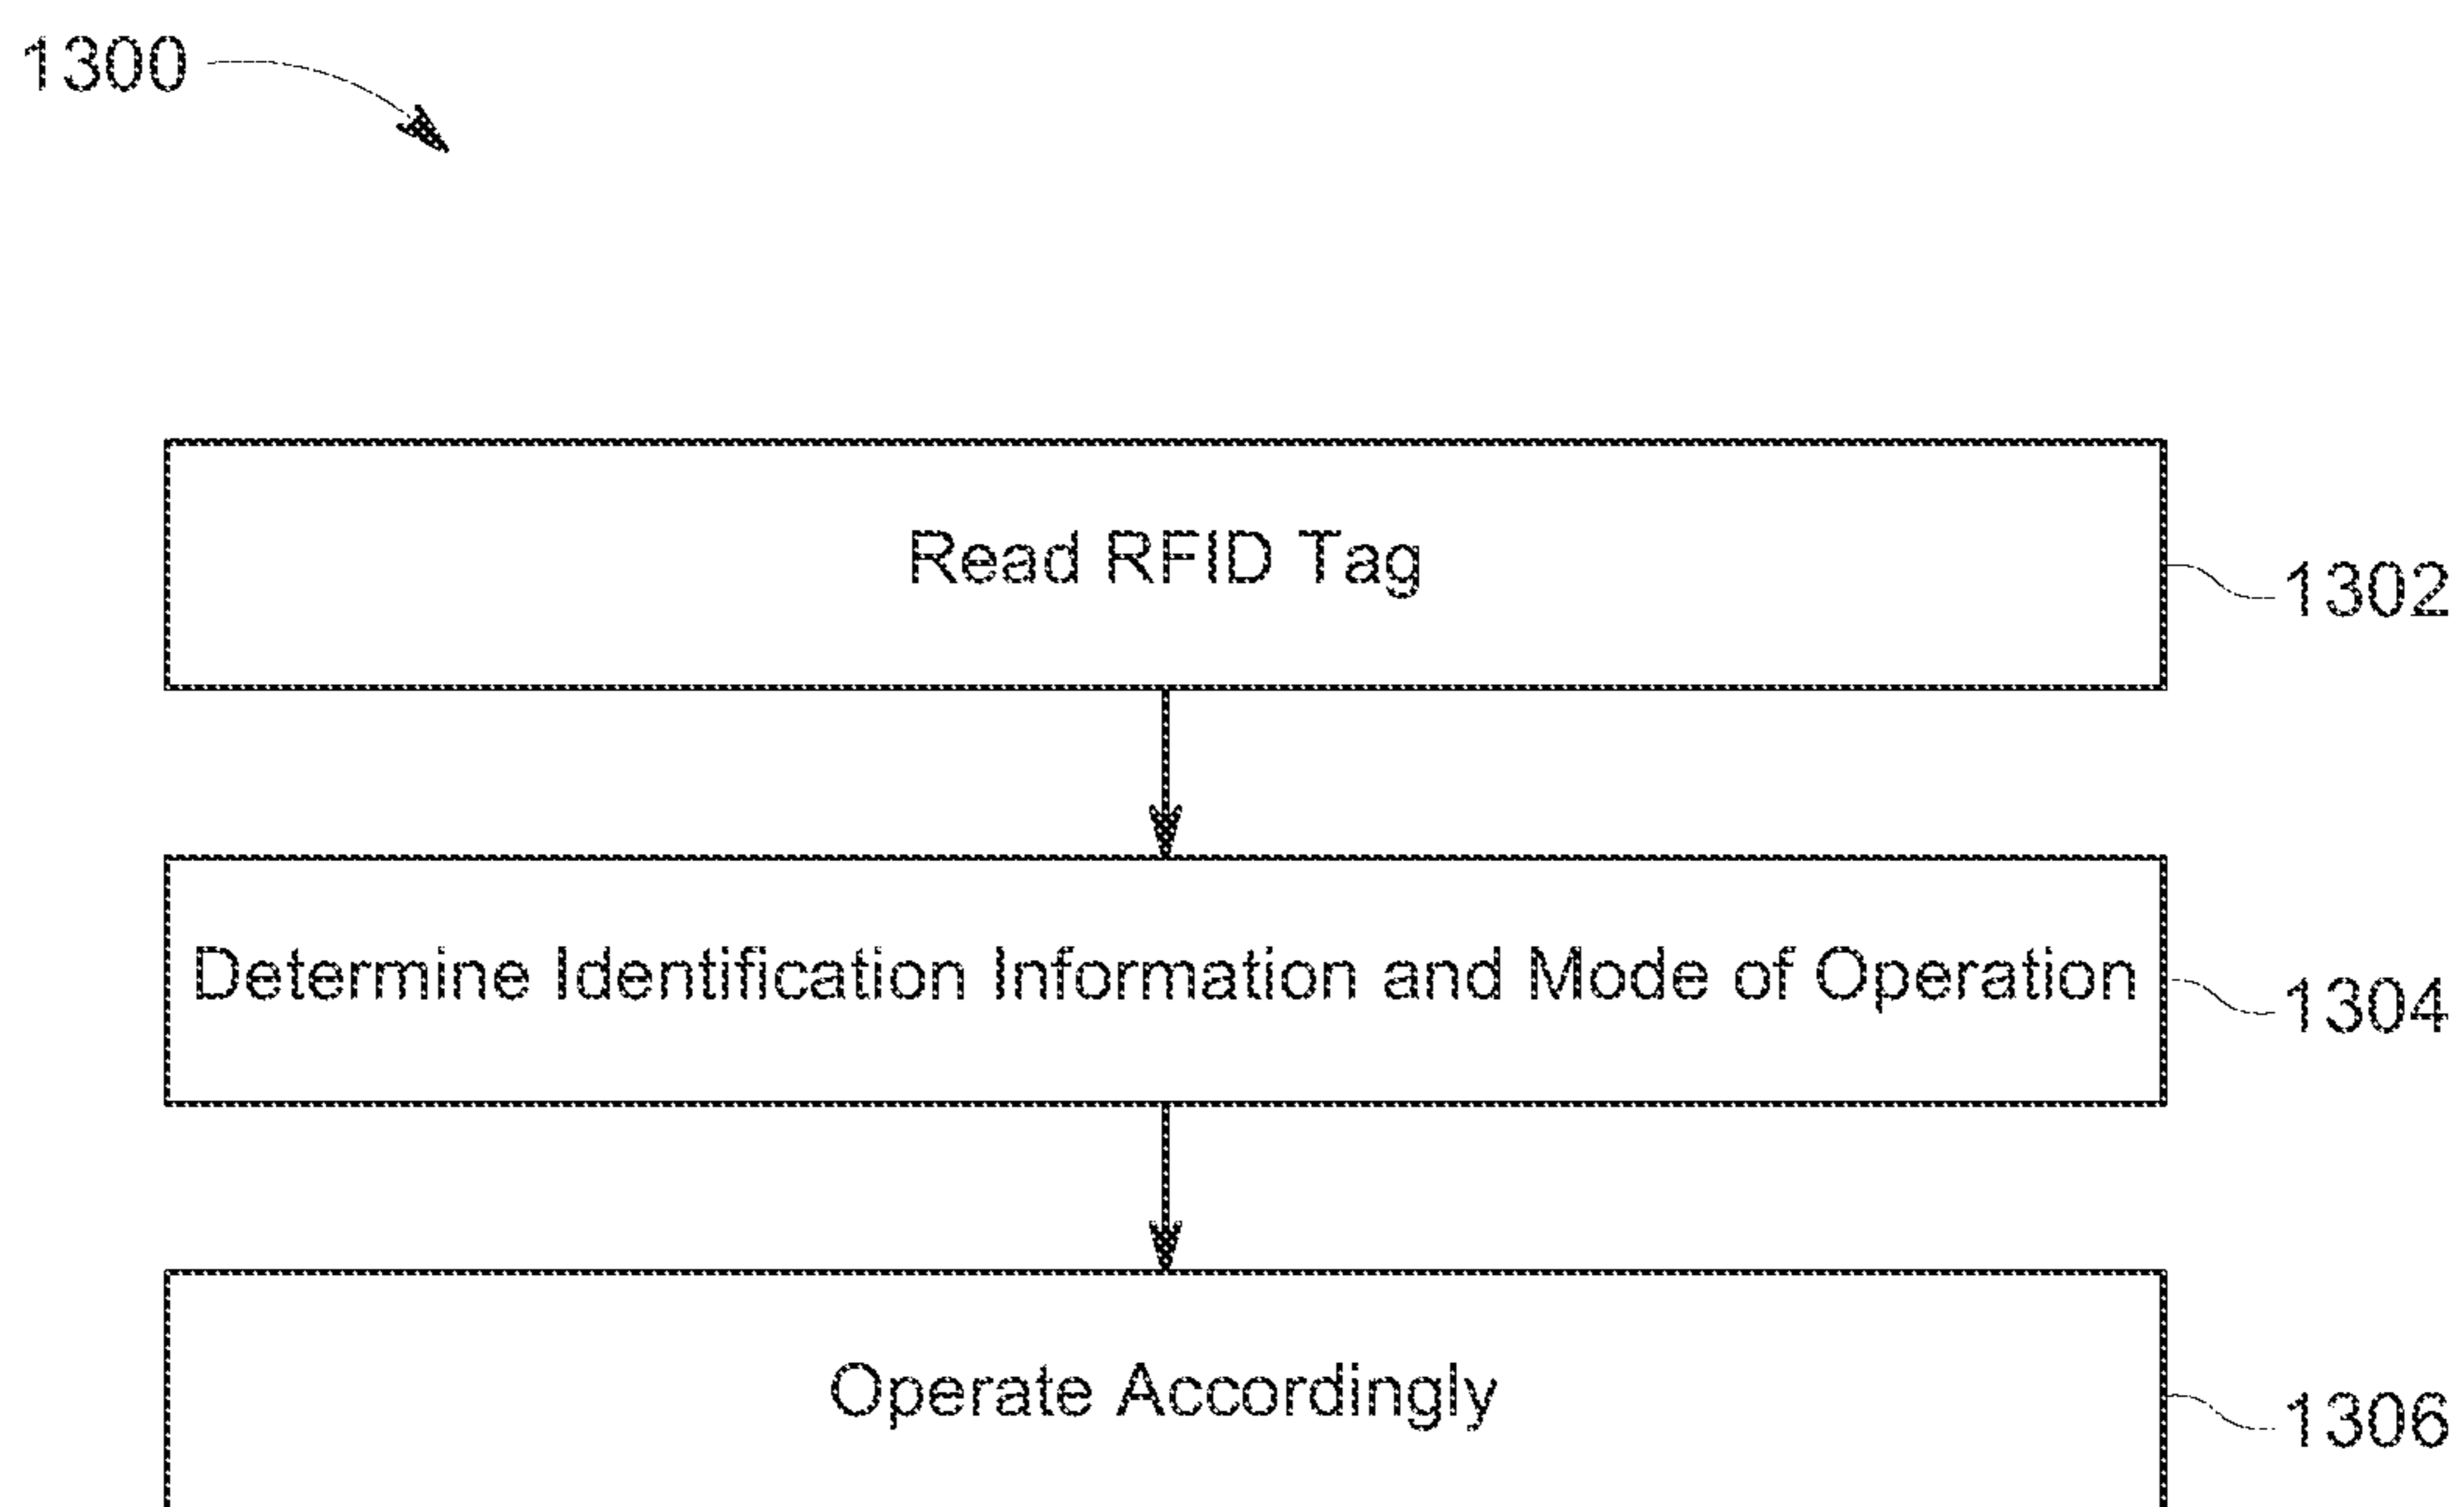 1300
Read RFID Tag
1302
Determine Identification Information and Mode of Operation
1304
Operate Accordingly
1306